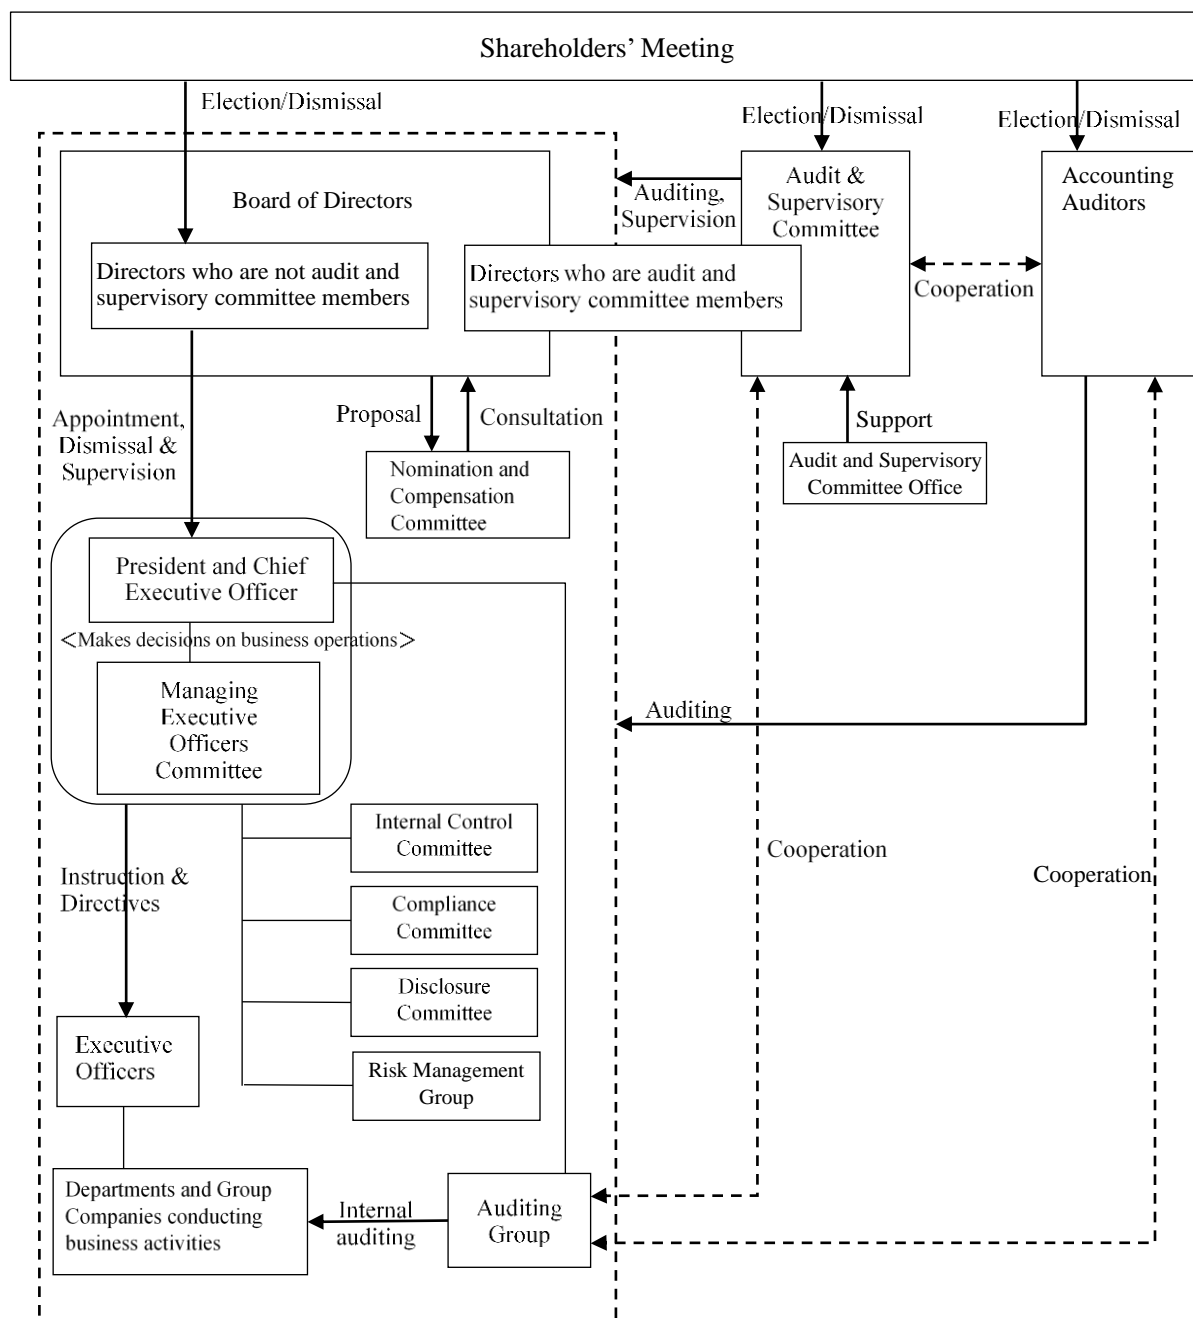 Shareholders’ Meeting
Election/Dismissal
Election/Dismissal
Election/Dismissal
Board of Directors
Auditing,
Supervision
Audit &
Supervisory
Committee
Accounting
Auditors
Directors who are not audit and
supervisory committee members
Directors who are audit and
supervisory committee members
Cooperation
Appointment,
Dismissal &
Supervision
Proposal
Consultation
Support
Nomination and
Compensation
Committee
Audit and Supervisory
Committee Office
President and Chief
Executive Officer
<Makes decisions on business operations>
Managing
Executive
Officers
Committee
Auditing
Internal Control
Committee
Cooperation
Cooperation
Instruction &
Directives
Compliance
Committee
Disclosure
Committee
Executive
Officers
Risk Management
Group
Departments and Group
Companies conducting
business activities
Internal
auditing
Auditing
Group